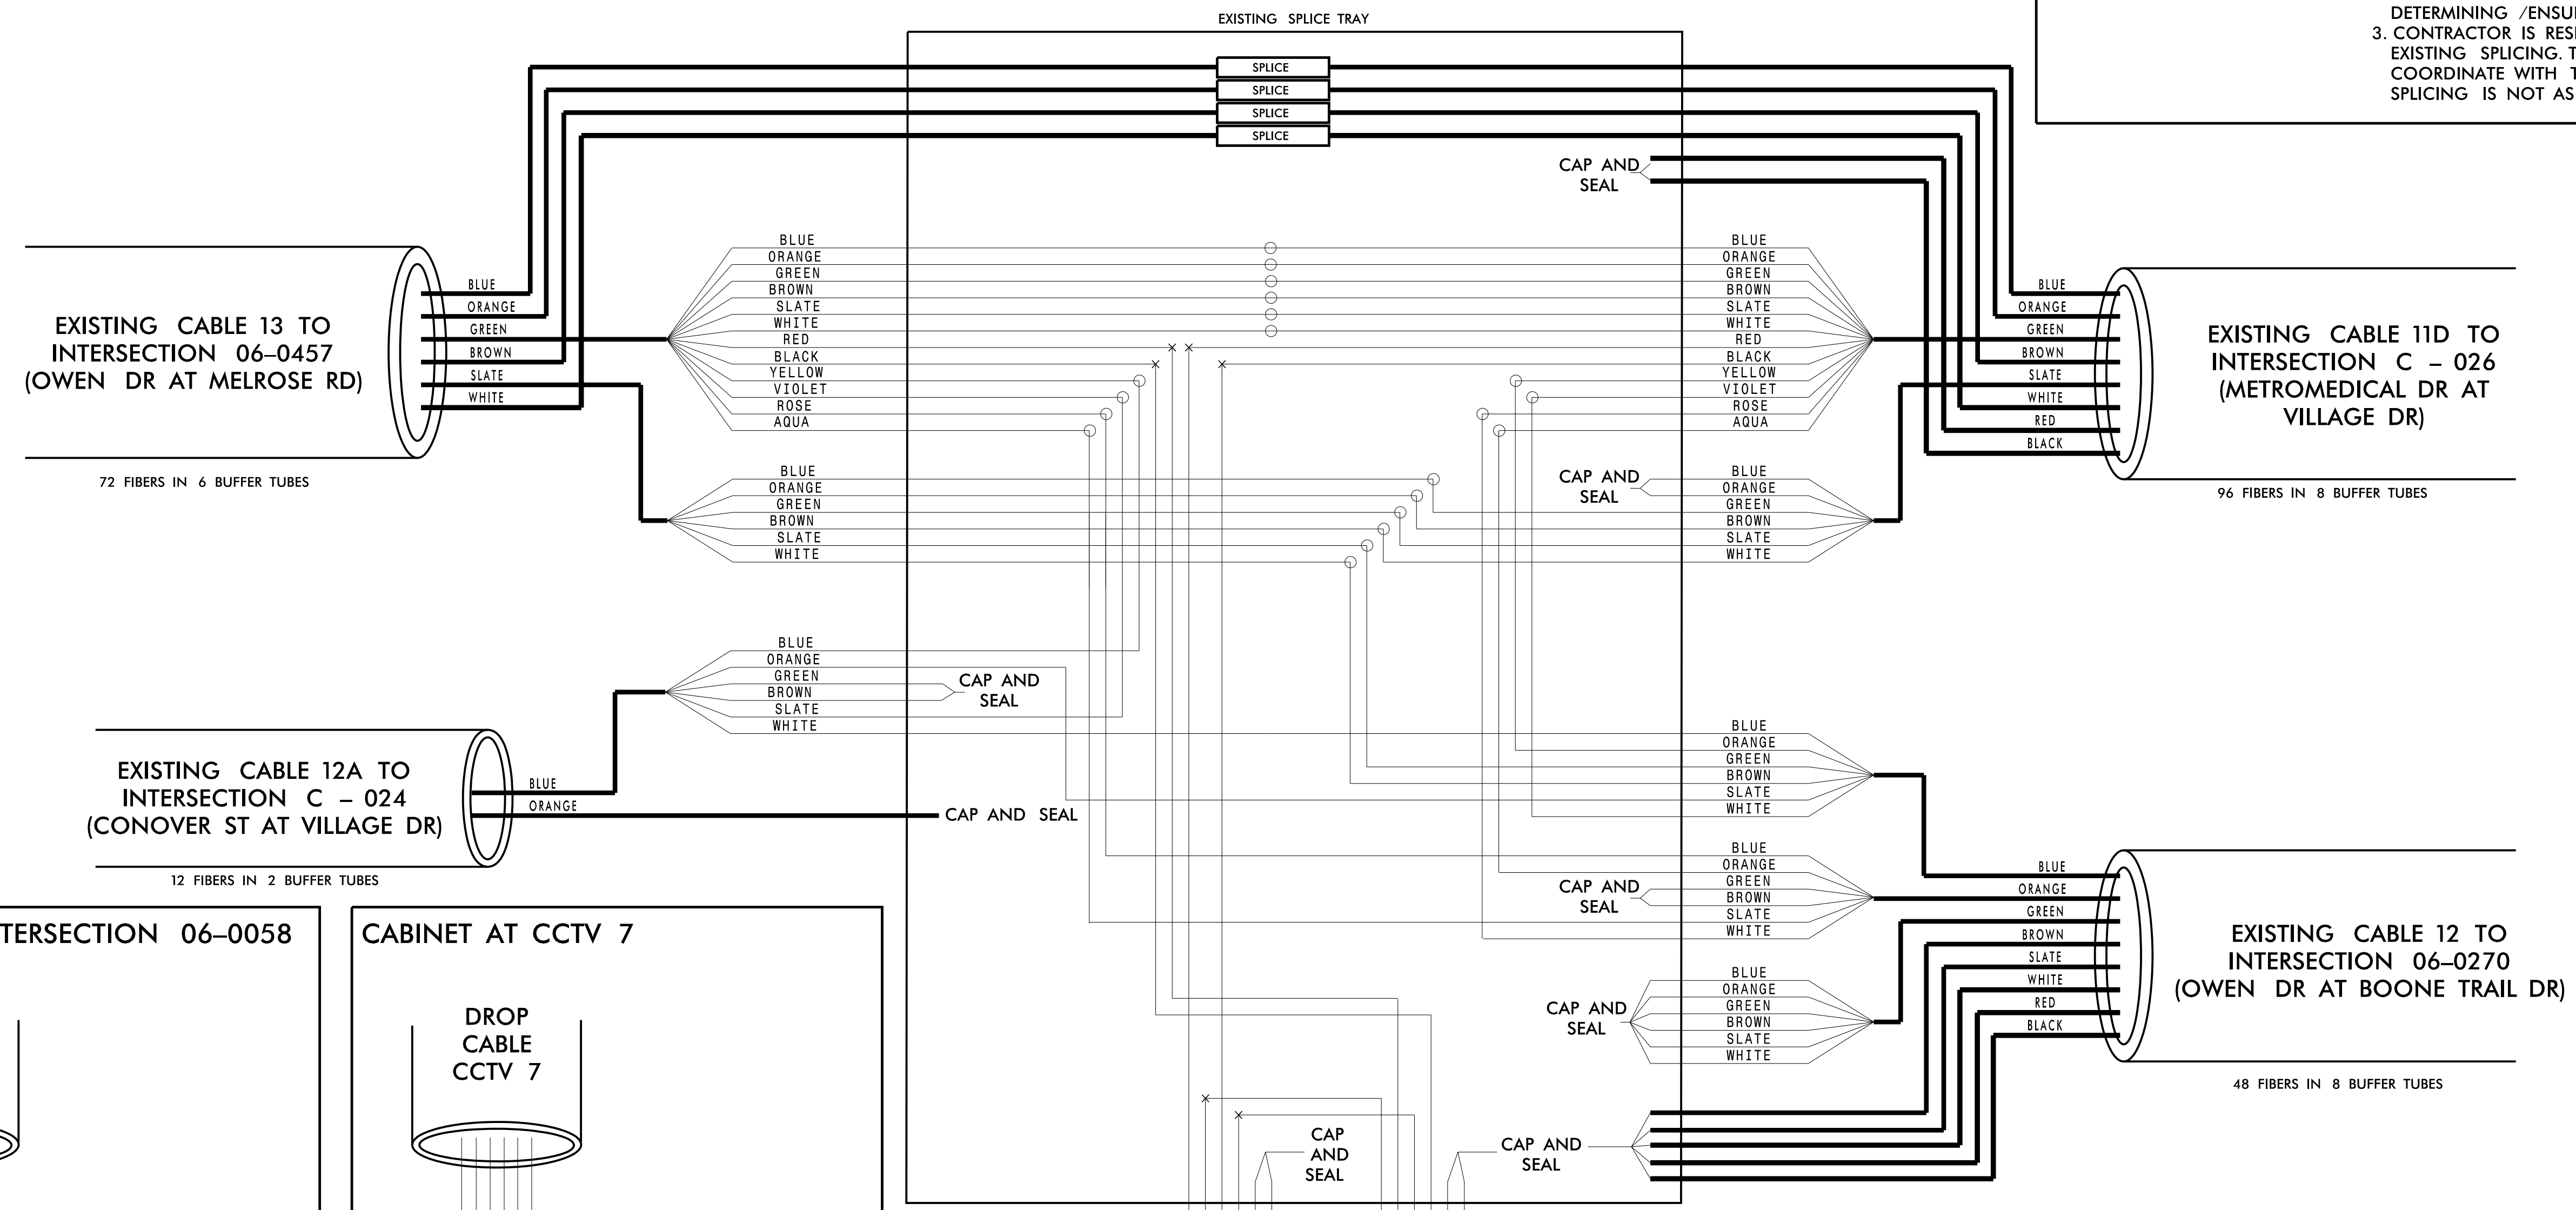 EXISTING SPLICE TRAY
DETERMINING /ENSU
3. CONTRACTOR IS RES
EXISTING SPLICING. T
COORDINATE WITH T
SPLICING IS NOT AS
SPLICE
SPLICE
SPLICE
SPLICE
CAP AND
SEAL
EXISTING CABLE 13 TO
INTERSECTION 06-0457
(OWEN DR AT MELROSE RD)
72 FIBERS IN 6 BUFFER TUBES
BLUE
ORANGE
GREEN
BROWN
SLATE
WHITE
BLUE
ORANGE
GREEN
BROWN
SLATE
WHITE
RED
BLACK
YELLOW
VIOLET
ROSE
AQUA
BLUE
ORANGE
GREEN
BROWN
SLATE
WHITE
BLUE
ORANGE
GREEN
BROWN
SLATE
WHITE
RED
BLACK
YELLOW
VIOLET
ROSE
AQUA
CAP AND
SEAL
BLUE
ORANGE
GREEN
BROWN
SLATE
WHITE
BLUE
ORANGE
GREEN
BROWN
SLATE
WHITE
RED
BLACK
EXISTING CABLE 11D TO
INTERSECTION C - 026
(METROMEDICAL DR AT
VILLAGE DR)
96 FIBERS IN 8 BUFFER TUBES
BLUE
ORANGE
GREEN
BROWN
SLATE
WHITE
CAP AND
SEAL
EXISTING CABLE 12A TO
INTERSECTION C - 024
(CONOVER ST AT VILLAGE DR)
12 FIBERS IN 2 BUFFER TUBES
BLUE
ORANGE
CAP AND SEAL
BLUE
ORANGE
GREEN
BROWN
SLATE
WHITE
BLUE
ORANGE
GREEN
BROWN
SLATE
WHITE
CAP AND
SEAL
BLUE
ORANGE
GREEN
BROWN
SLATE
WHITE
CAP AND
SEAL
BLUE
ORANGE
GREEN
BROWN
SLATE
WHITE
RED
BLACK
EXISTING CABLE 12 TO
INTERSECTION 06-0270
(OWEN DR AT BOONE TRAIL DR)
48 FIBERS IN 8 BUFFER TUBES
TERSECTION 06-0058
CABINET AT CCTV 7
DROP
CABLE
CCTV 7
CAP
AND
SEAL
CAP AND
SEAL